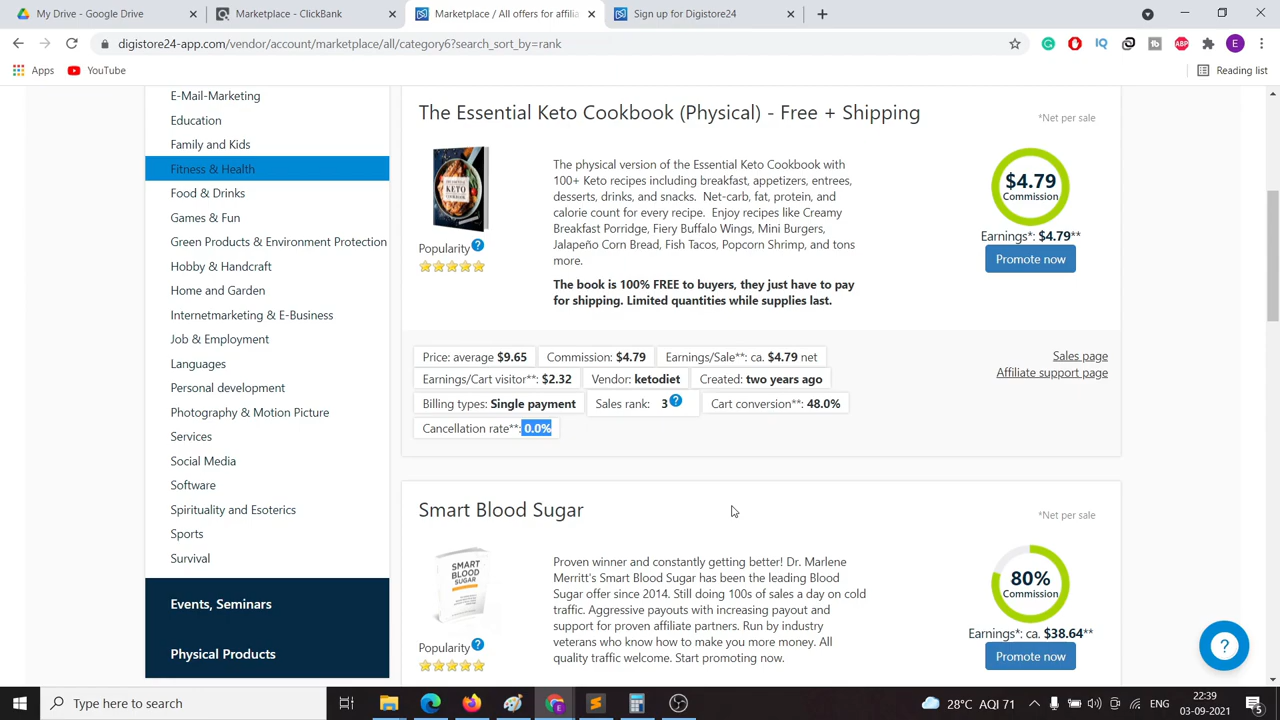 My Drive - Google Drive
Marketplace - ClickBank
Marketplace / All offers for affilia
Sign up for Digistore24
digistore24-app.com/vendor/account/marketplace/all/category6?search_sort_by=rank
Apps
YouTube
Reading list
E-Mail-Marketing
Education
Family and Kids
Fitness & Health
Food & Drinks
Games & Fun
Green Products & Environment Protection
Hobby & Handcraft
Home and Garden
Internetmarketing & E-Business
Job & Employment
Languages
Personal development
Photography & Motion Picture
Services
Social Media
Software
Spirituality and Esoterics
Sports
Survival
Events, Seminars
Physical Products
The Essential Keto Cookbook (Physical) - Free + Shipping
*Net per sale
The physical version of the Essential Keto Cookbook with
100+ Keto recipes including breakfast, appetizers, entrees,
desserts, drinks, and snacks. Net-carb, fat, protein, and
calorie count for every recipe. Enjoy recipes like Creamy
Breakfast Porridge, Fiery Buffalo Wings, Mini Burgers,
Jalapeño Corn Bread, Fish Tacos, Popcorn Shrimp, and tons
more.
The book is 100% FREE to buyers, they just have to pay
for shipping. Limited quantities while supplies last.
KETO
Popularity ?
$4.79
Commission
Earnings*: $4.79**
Promote now
Price: average $9.65
Commission: $4.79
Earnings/Sale**: ca. $4.79 net
Earnings/Cart visitor**: $2.32
Vendor: ketodiet
Created: two years ago
Billing types: Single payment
Sales rank: 3 ?
Cart conversion**: 48.0%
Cancellation rate**: 0.0%
Sales page
Affiliate support page
Smart Blood Sugar
*Net per sale
SMART
BLOOD
SUGAR
Popularity ?
Proven winner and constantly getting better! Dr. Marlene
Merritt's Smart Blood Sugar has been the leading Blood
Sugar offer since 2014. Still doing 100s of sales a day on cold
traffic. Aggressive payouts with increasing payout and
support for proven affiliate partners. Run by industry
veterans who know how to make you more money. All
quality traffic welcome. Start promoting now.
80%
Commission
Earnings*: ca. $38.64**
Promote now
?
Type here to search
28°C AQI 71
ENG
22:39
03-09-2021
5